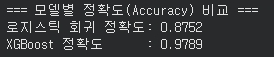 === 모델별 정확도(Accuracy) 비교 ===
로지스틱 회귀 정확도: 0.8752
XGBoost 정확도     : 0.9789